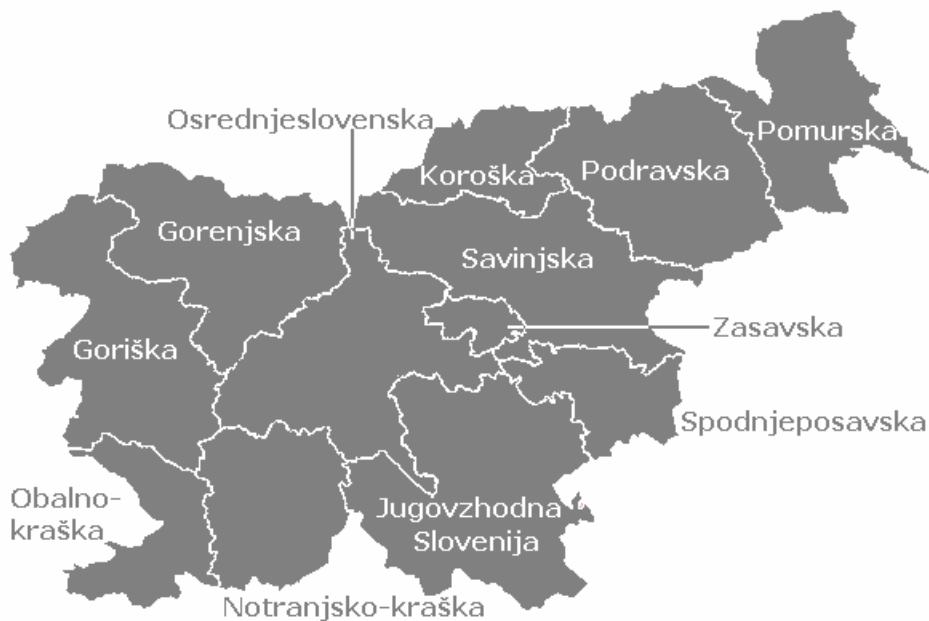 Osrednjeslovenska
Pomurska
Koroška
Podravska
Gorenjska
Savinjska
Zasavska
Goriška
Spodnjeposavska
Obalno-
kraška
Jugovzhodna
Slovenija
Notranjsko-kraška